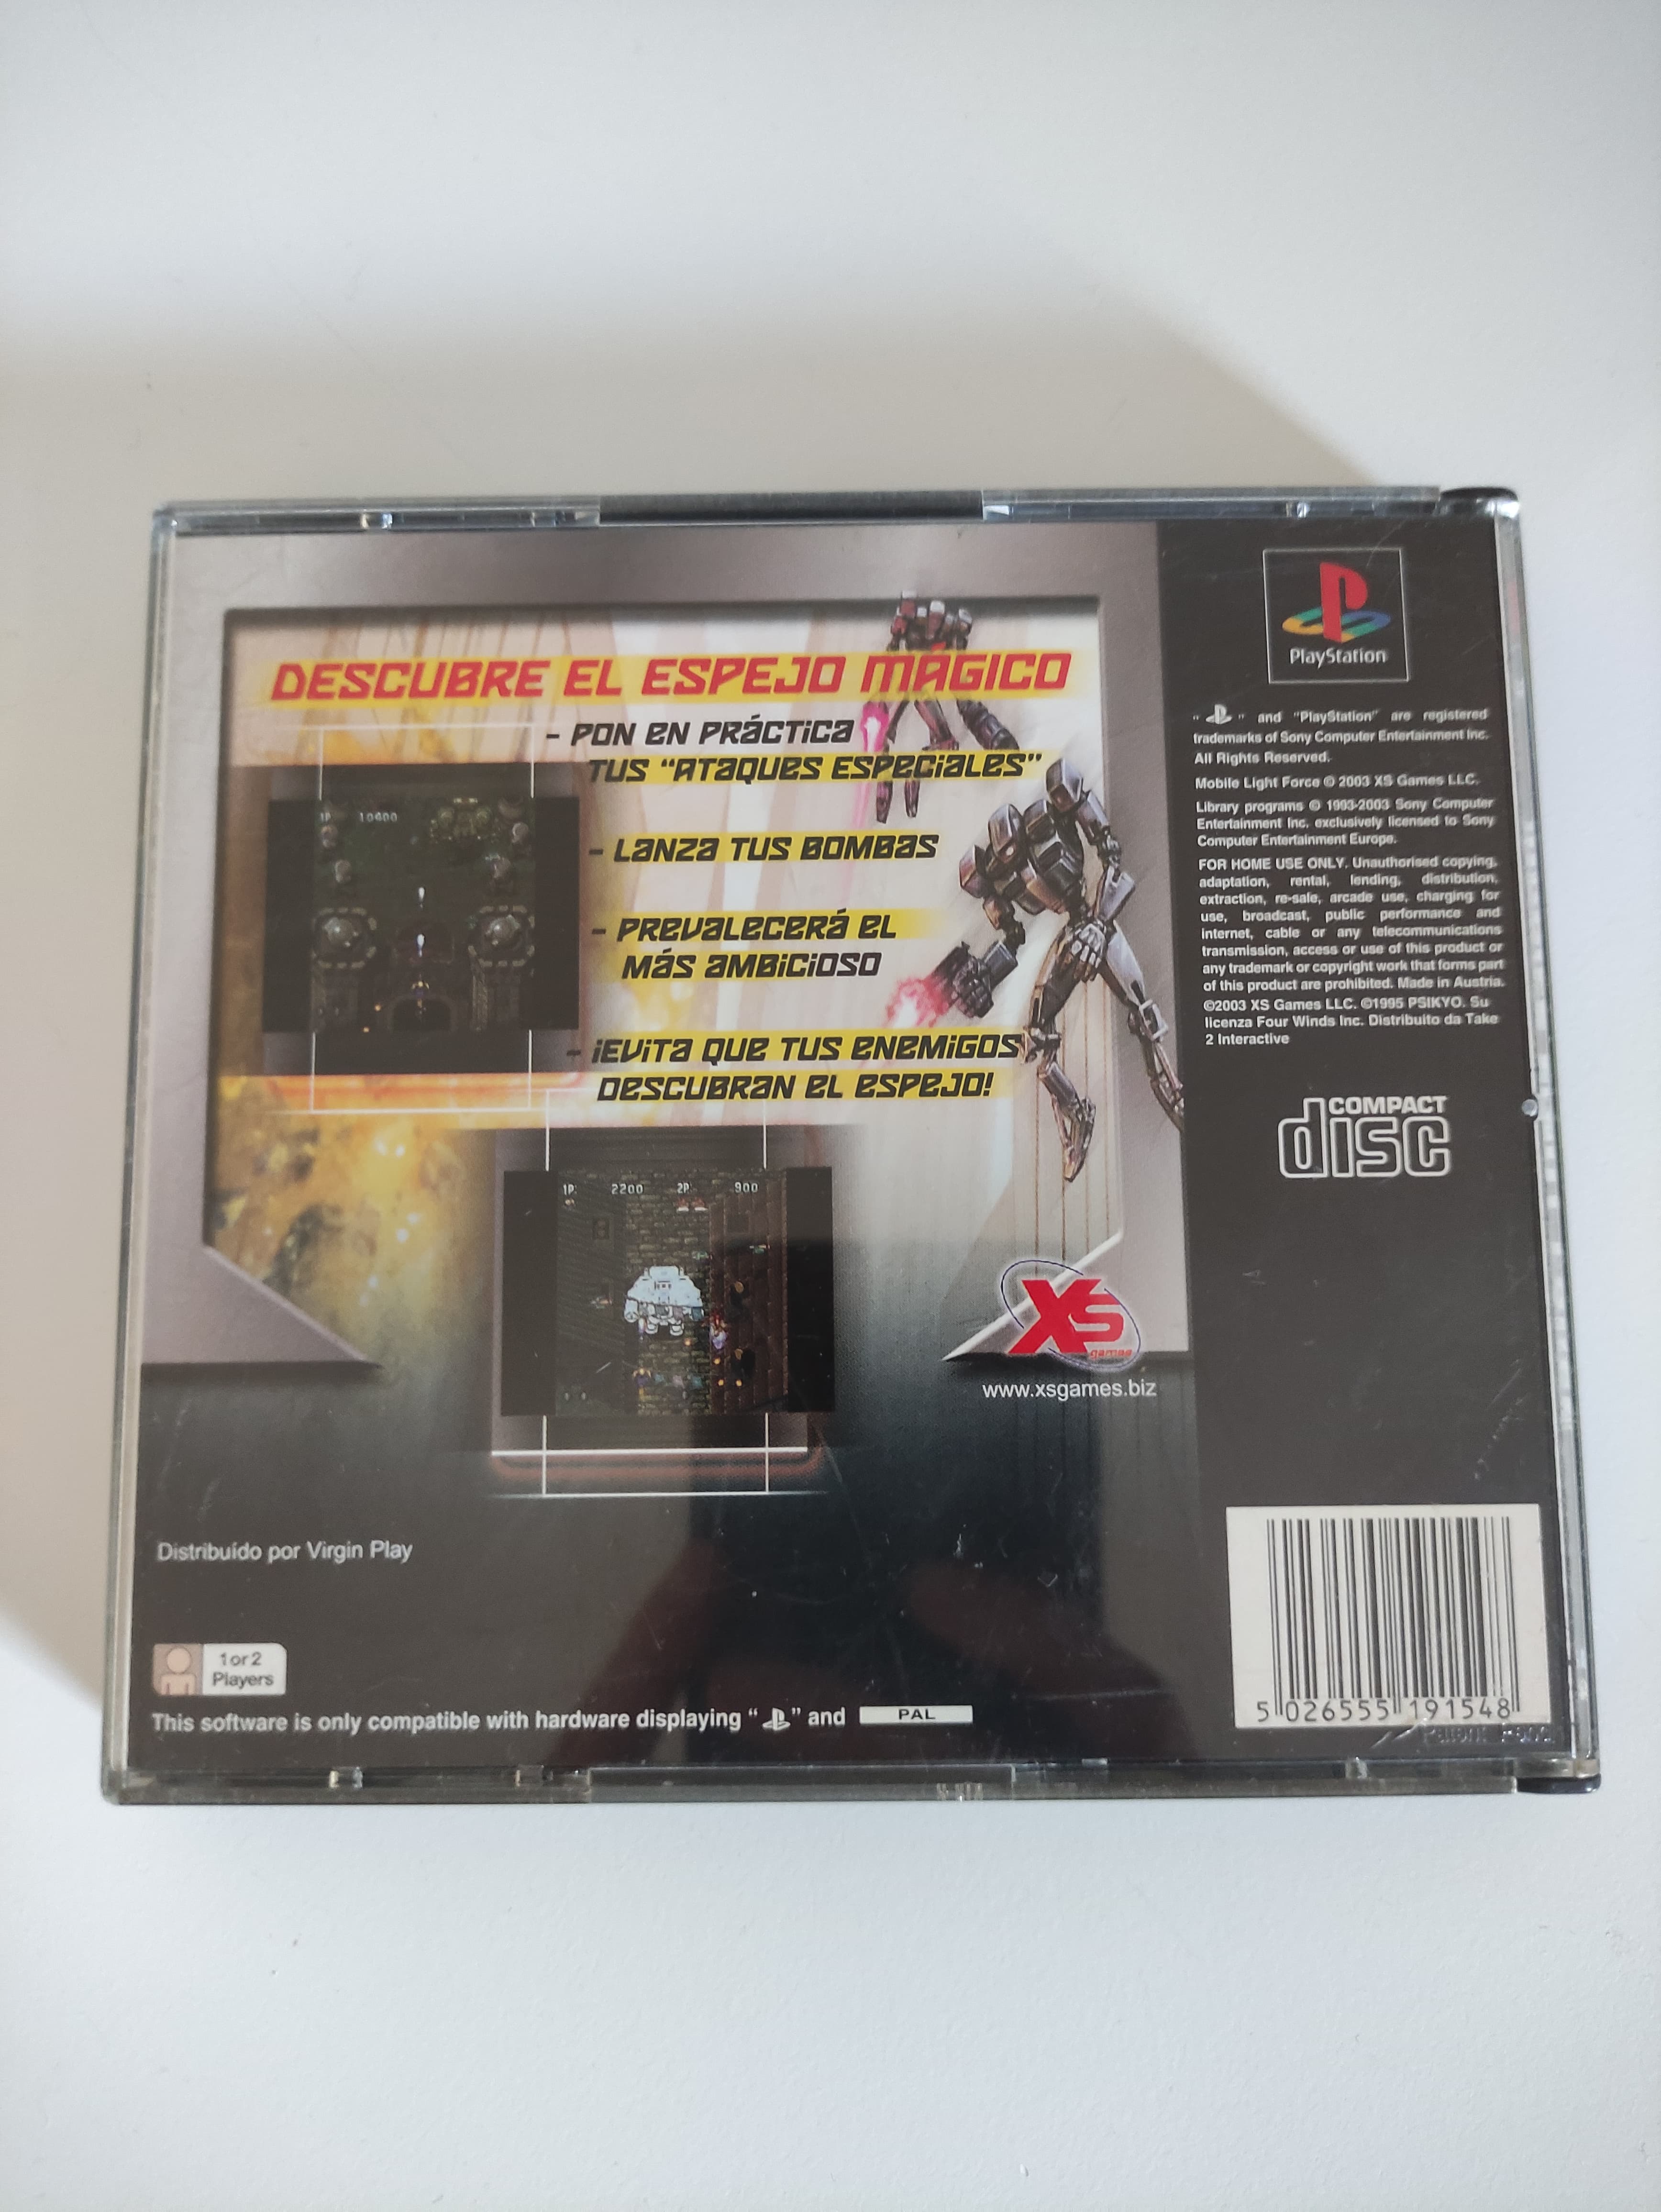 DESCUBRE EL ESPEJO MÁGICO
- PON EN PRÁCTICA
TUS "ATAQUES ESPECIALES"
- LANZA TUS BOMBAS
- PREVALECERÁ EL
MÁS AMBICIOSO
- ¡EVITA QUE TUS ENEMIGOS
DESCUBRAN EL ESPEJO!
1P 10400
1P: 2200 2P: 900
XS
games
www.xsgames.biz
Distribuído por Virgin Play
1 or 2
Players
This software is only compatible with hardware displaying " " and PAL
PlayStation
" " and "PlayStation" are registered
trademarks of Sony Computer Entertainment Inc.
All Rights Reserved.
Mobile Light Force © 2003 XS Games LLC.
Library programs © 1993-2003 Sony Computer
Entertainment Inc. exclusively licensed to Sony
Computer Entertainment Europe.
FOR HOME USE ONLY. Unauthorised copying,
adaptation, rental, lending, distribution,
extraction, re-sale, arcade use, charging for
use, broadcast, public performance and
internet, cable or any telecommunications
transmission, access or use of this product or
any trademark or copyright work that forms part
of this product are prohibited. Made in Austria.
©2003 XS Games LLC. ©1995 PSIKYO. Su
licenza Four Winds Inc. Distribuito da Take
2 Interactive
COMPACT
disc
5 026555 191548